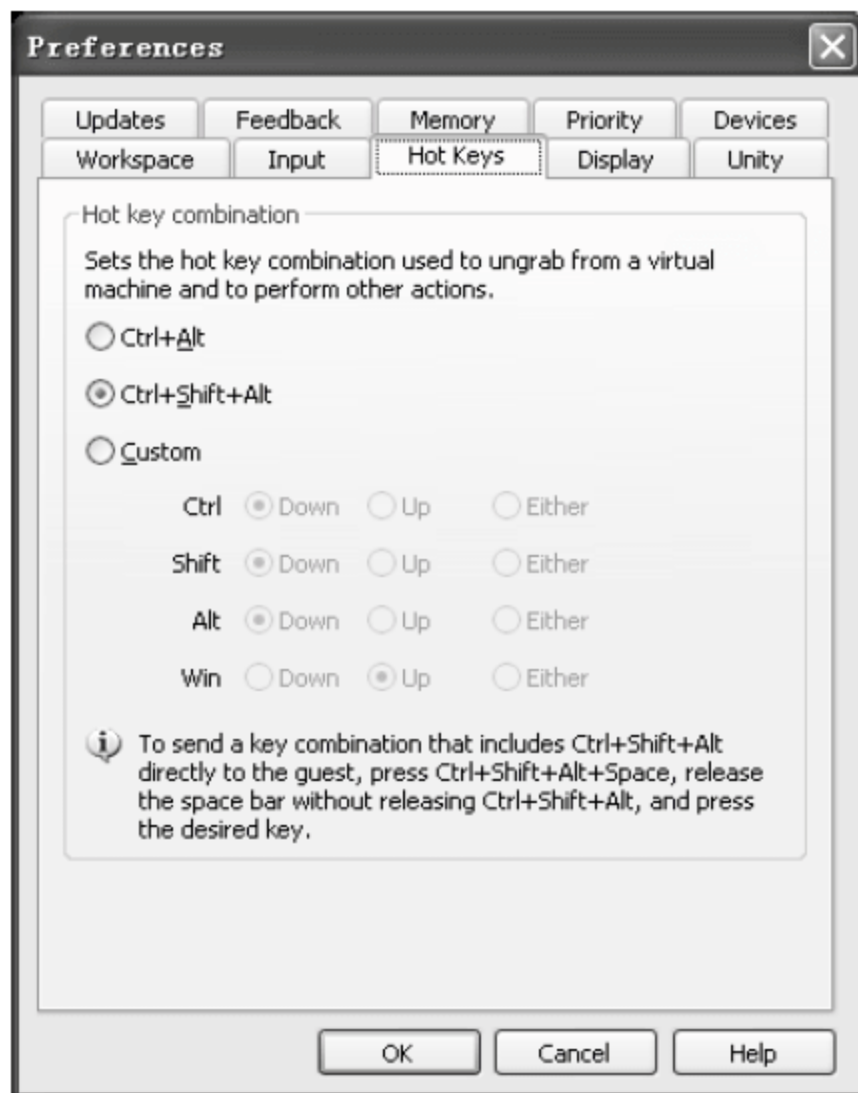 Preferences
Updates Feedback Memory Priority Devices
Workspace Input Hot Keys Display Unity
Hot key combination
Sets the hot key combination used to ungrab from a virtual
machine and to perform other actions.
Ctrl+Alt
Ctrl+Shift+Alt
Custom
Ctrl Down Up Either
Shift Down Up Either
Alt Down Up Either
Win Down Up Either
To send a key combination that includes Ctrl+Shift+Alt
directly to the guest, press Ctrl+Shift+Alt+Space, release
the space bar without releasing Ctrl+Shift+Alt, and press
the desired key.
OK Cancel Help